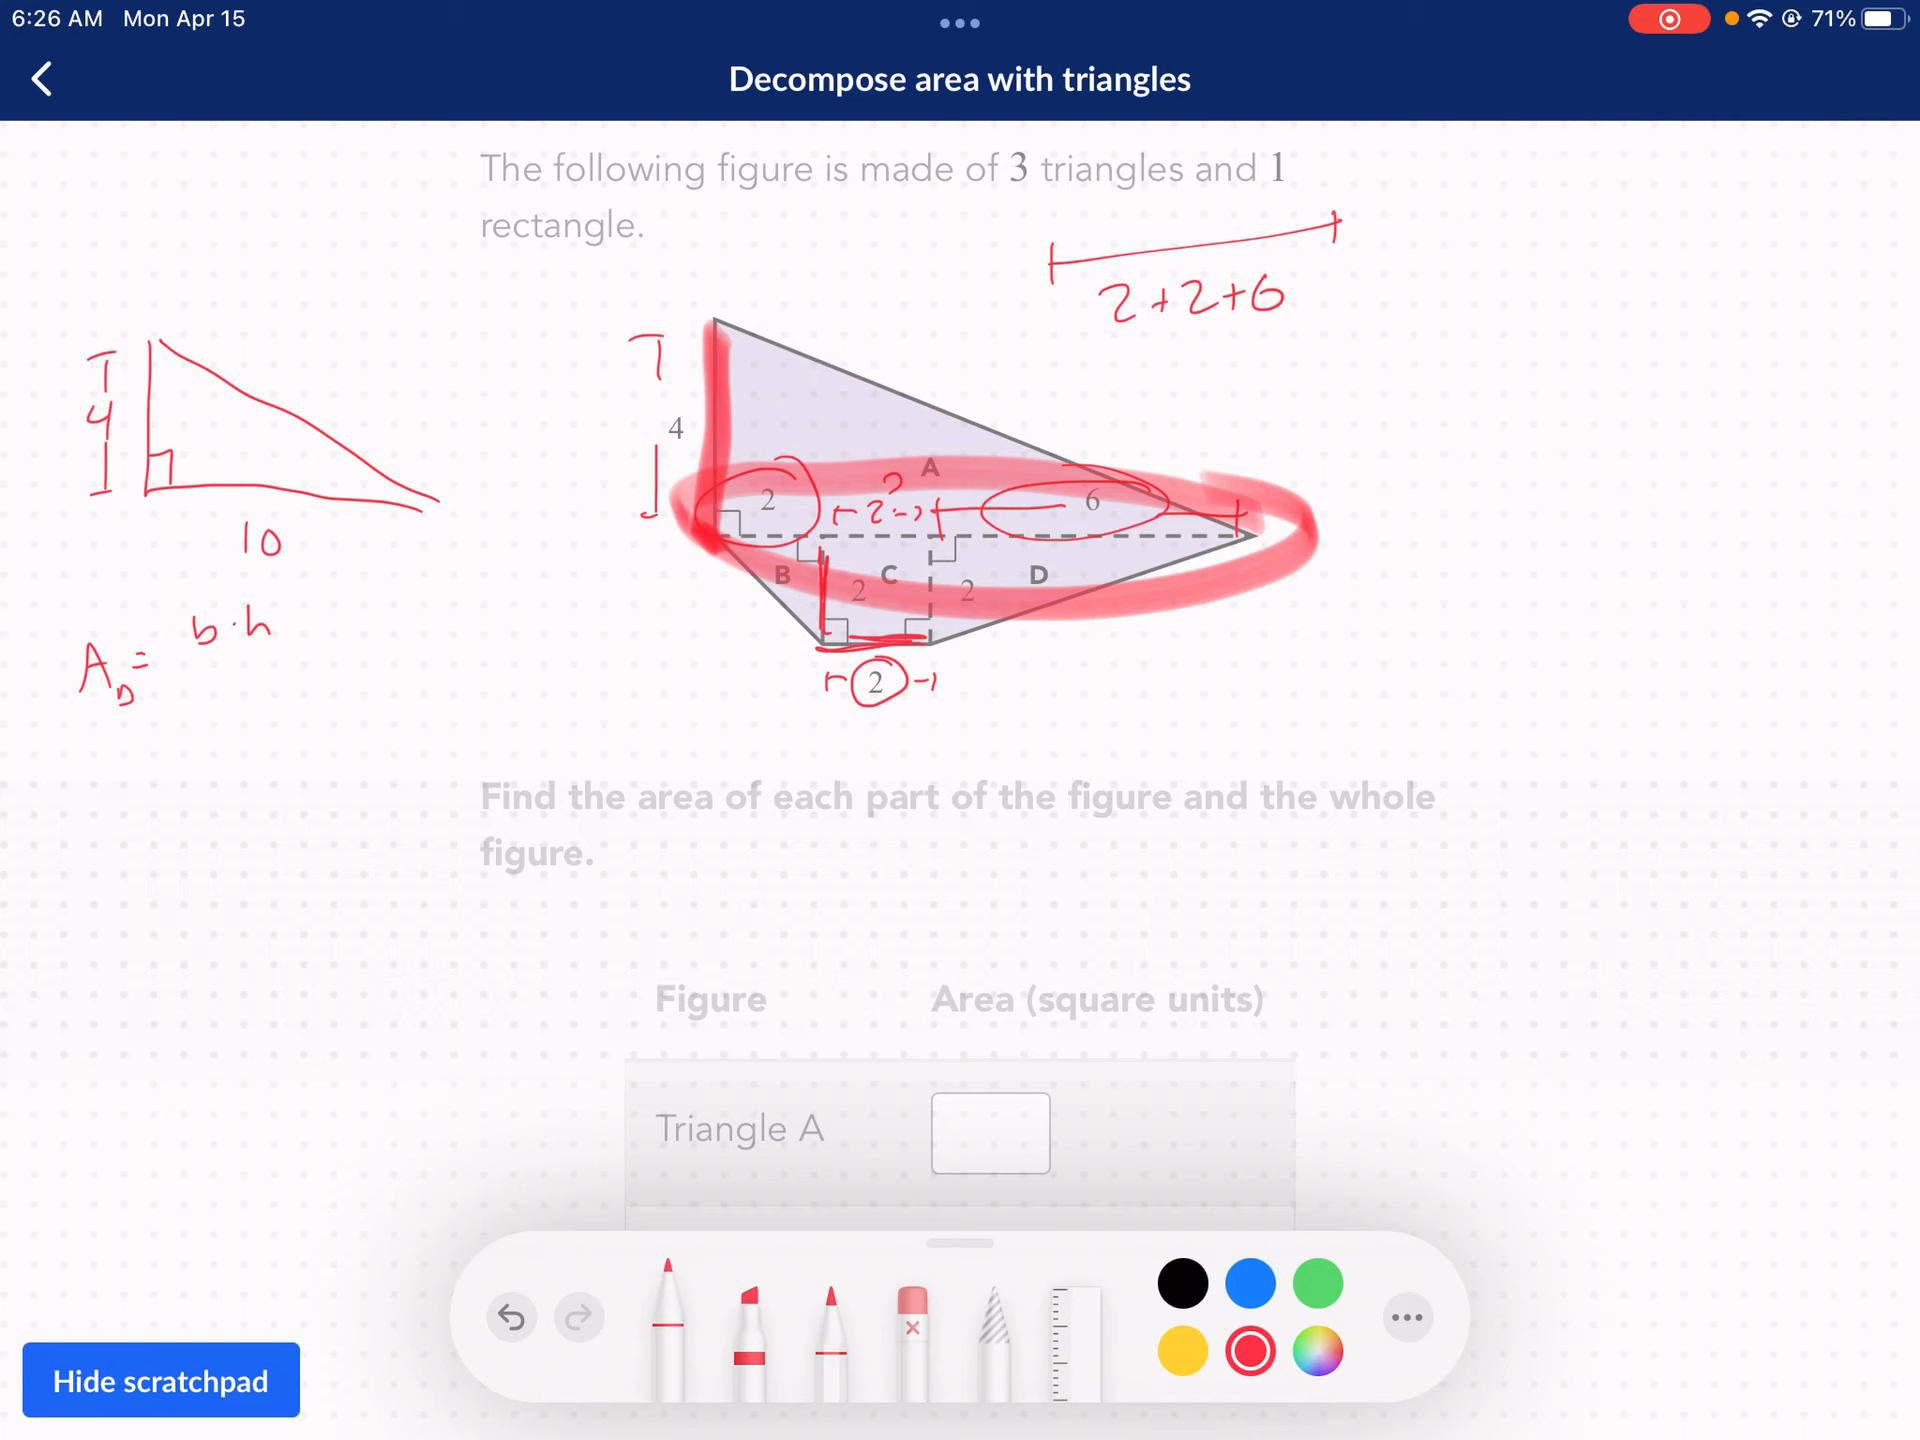 6:26 AM Mon Apr 15
71%
Decompose area with triangles
The following figure is made of 3 triangles and 1
rectangle.
2+2+6
4
4
A
2
?
2
6
B
2
C
2
D
10
2
b·h
A =
Find the area of each part of the figure and the whole
figure.
Figure Area (square units)
Triangle A
Hide scratchpad